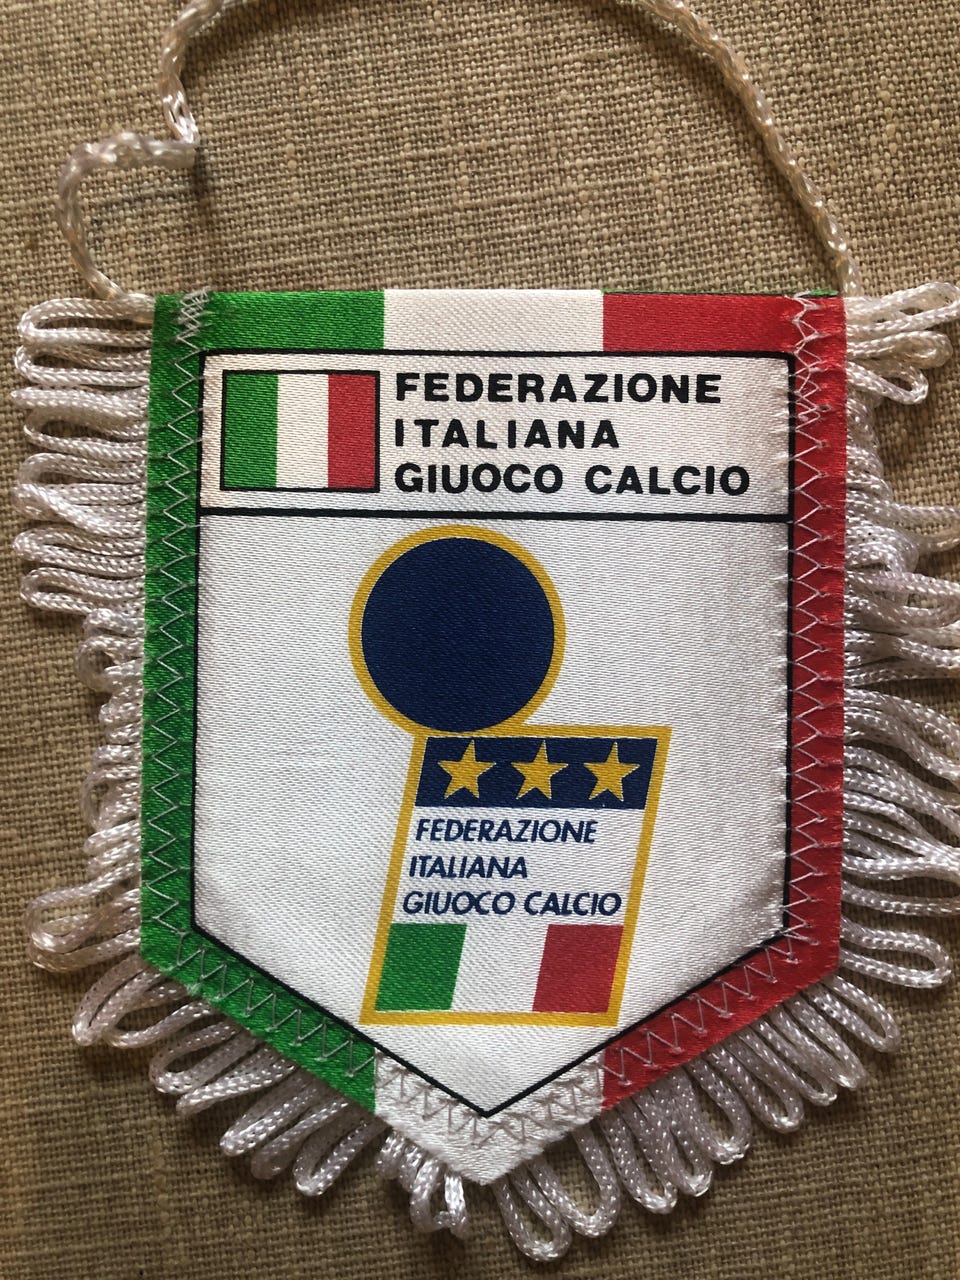 FEDERAZIONE
ITALIANA
GIUOCO CALCIO
FEDERAZIONE
ITALIANA
GIUOCO CALCIO